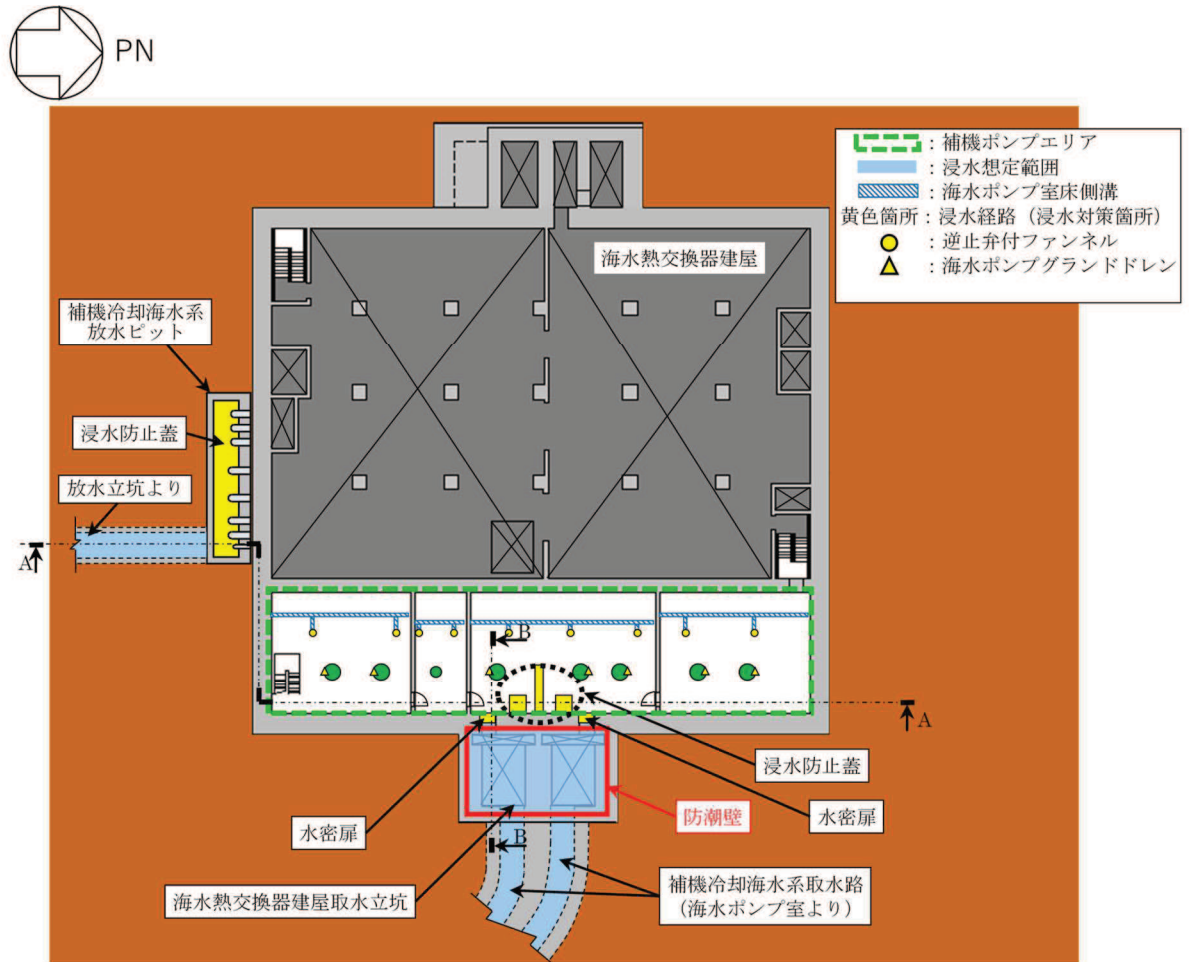 PN
：補機ポンプエリア
：浸水想定範囲
：海水ポンプ室床側溝
黄色箇所：浸水経路（浸水対策箇所）
：逆止弁付ファンネル
：海水ポンプグランドドレン
海水熱交換器建屋
補機冷却海水系
放水ピット
浸水防止蓋
放水立坑より
A
B
A
浸水防止蓋
水密扉
防潮壁
水密扉
B
海水熱交換器建屋取水立坑
補機冷却海水系取水路
（海水ポンプ室より）